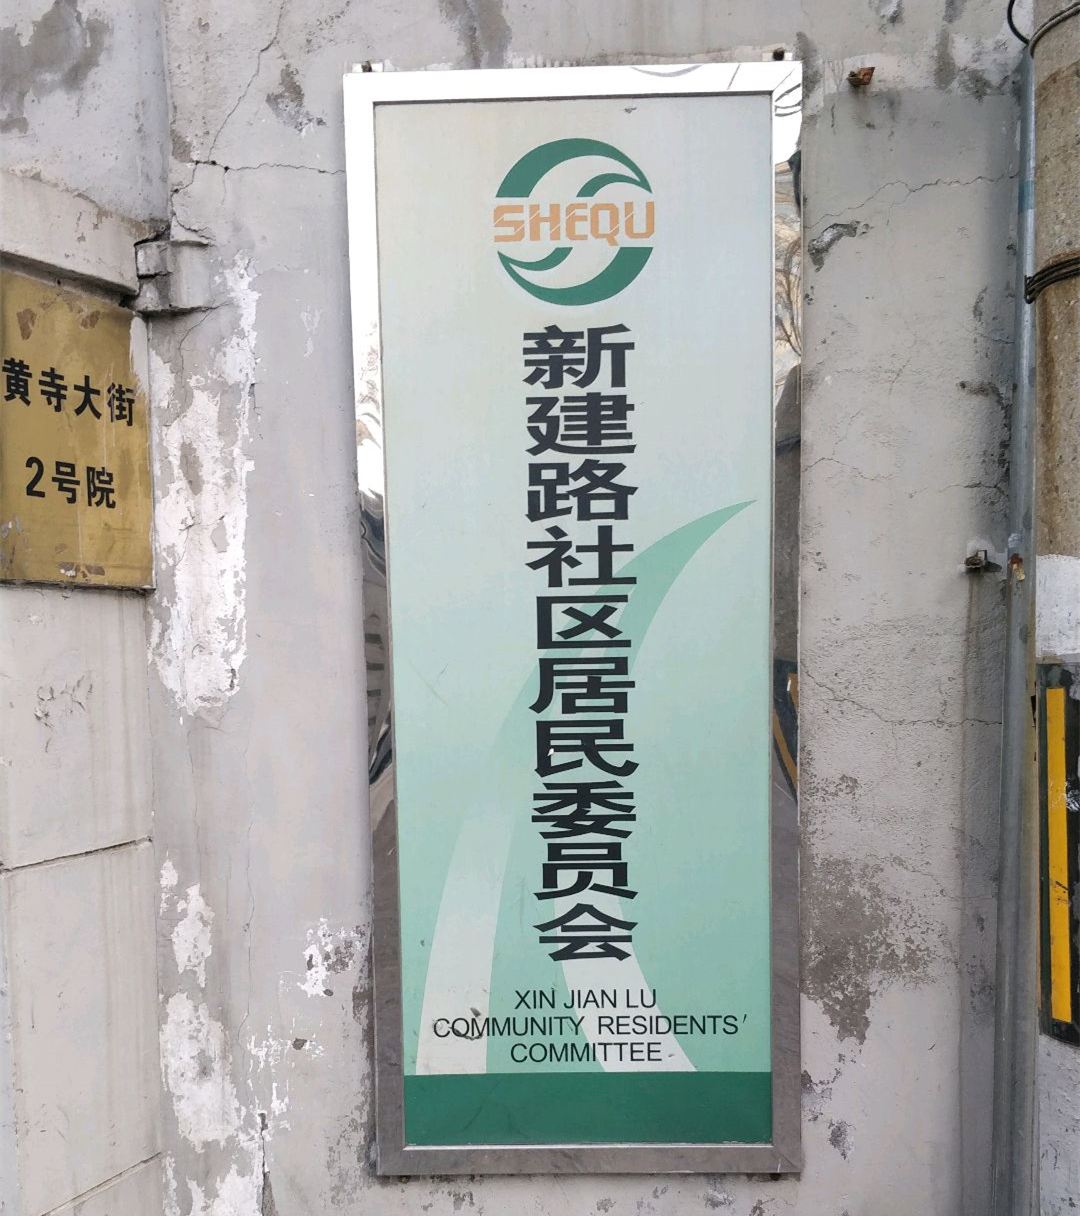 黄寺大街
2号院
SHEQU
新建路社区居民委员会
XIN JIAN LU
COMMUNITY RESIDENTS'
COMMITTEE